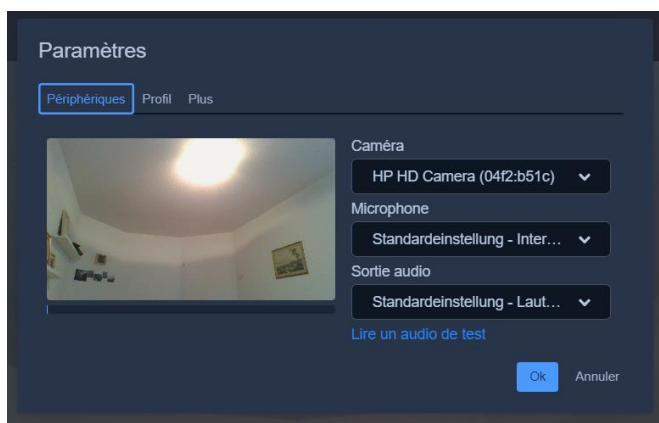 Paramètres
Périphériques Profil Plus
Caméra
HP HD Camera (04f2:b51c)
Microphone
Standardeinstellung - Inter…
Sortie audio
Standardeinstellung - Laut…
Lire un audio de test
Ok Annuler